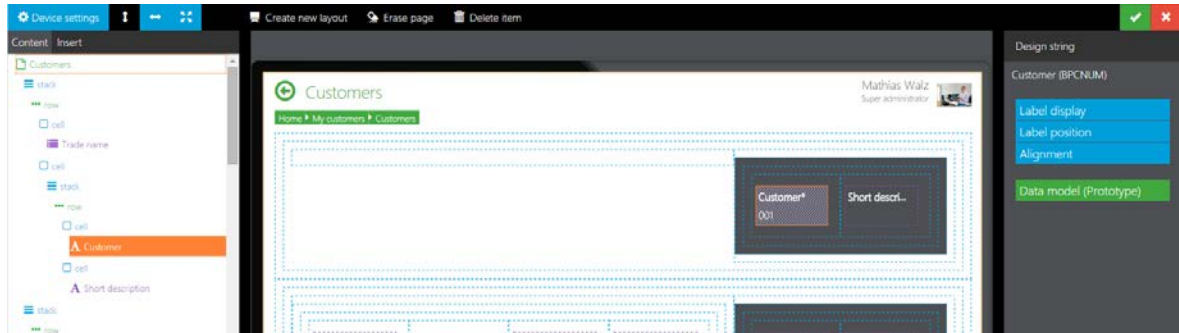 Device settings
Create new layout
Erase page
Delete item
Content Insert
Customers
stack
row
cell
Trade name
cell
stack
row
cell
Customer
cell
Short description
stack
row
Customers
Mathias Walz
Super administrator
Home My customers Customers
Customer*
001
Short descri...
Design string
Customer (BPCNUM)
Label display
Label position
Alignment
Data model (Prototype)